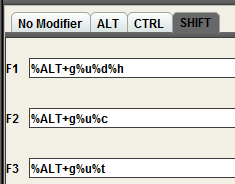 No Modifier ALT CTRL SHIFT
F1 %ALT+g%u%d%h
F2 %ALT+g%u%c
F3 %ALT+g%u%t